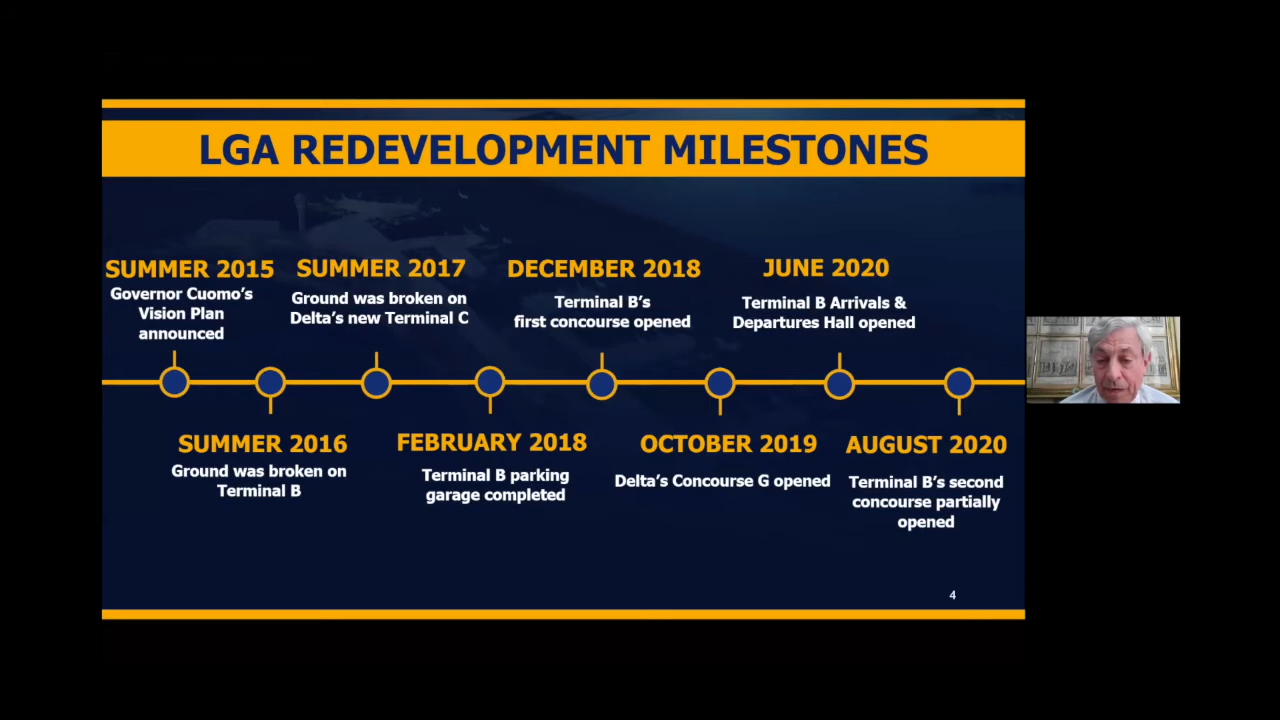 LGA REDEVELOPMENT MILESTONES
SUMMER 2015
Governor Cuomo's
Vision Plan
announced
SUMMER 2016
Ground was broken on
Terminal B
SUMMER 2017
Ground was broken on
Delta's new Terminal C
FEBRUARY 2018
Terminal B parking
garage completed
DECEMBER 2018
Terminal B's
first concourse opened
OCTOBER 2019
Delta's Concourse G opened
JUNE 2020
Terminal B Arrivals &
Departures Hall opened
AUGUST 2020
Terminal B's second
concourse partially
opened
4